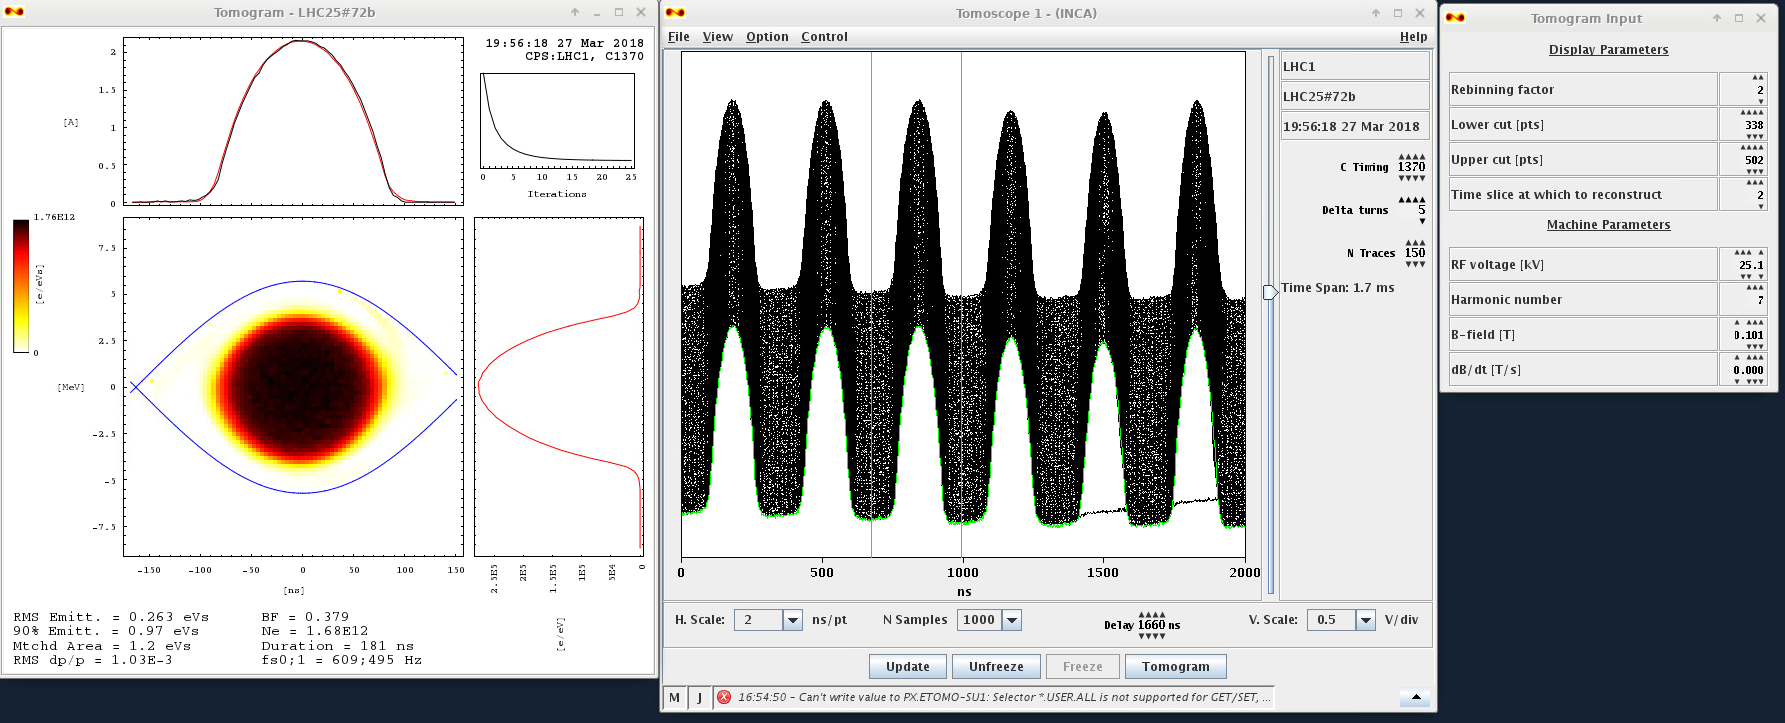 Tomogram - LHC25#72b
19:56:18 27 Mar 2018
CPS:LHC1, C1370
2
1.5
1
0.5
0
[A]
0 5 10 15 20 25
Iterations
1.76E12
[e/eVs]
0
7.5
5
2.5
0
-2.5
-5
-7.5
[MeV]
-150 -100 -50 0 50 100 150
[ns]
2.5E5 2E5 1.5E5 1E5 5E4 0
[e/eV]
RMS Emitt. = 0.263 eVs BF = 0.379
90% Emitt. = 0.97 eVs Ne = 1.68E12
Mtchd Area = 1.2 eVs Duration = 181 ns
RMS dp/p = 1.03E-3 fs0;1 = 609;495 Hz
Tomoscope 1 - (INCA)
File View Option Control Help
LHC1
LHC25#72b
19:56:18 27 Mar 2018
C Timing 1370
Delta turns 5
N Traces 150
Time Span: 1.7 ms
0 500 1000 1500 2000
ns
H. Scale: 2 ns/pt N Samples 1000 Delay 1660 ns V. Scale: 0.5 V/div
Update Unfreeze Freeze Tomogram
M J 16:54:50 - Can't write value to PX.ETOMO-SU1: Selector *.USER.ALL is not supported for GET/SET, ...
Tomogram Input
Display Parameters
Rebinning factor 2
Lower cut [pts] 338
Upper cut [pts] 502
Time slice at which to reconstruct 2
Machine Parameters
RF voltage [kV] 25.1
Harmonic number 7
B-field [T] 0.101
dB/dt [T/s] 0.000